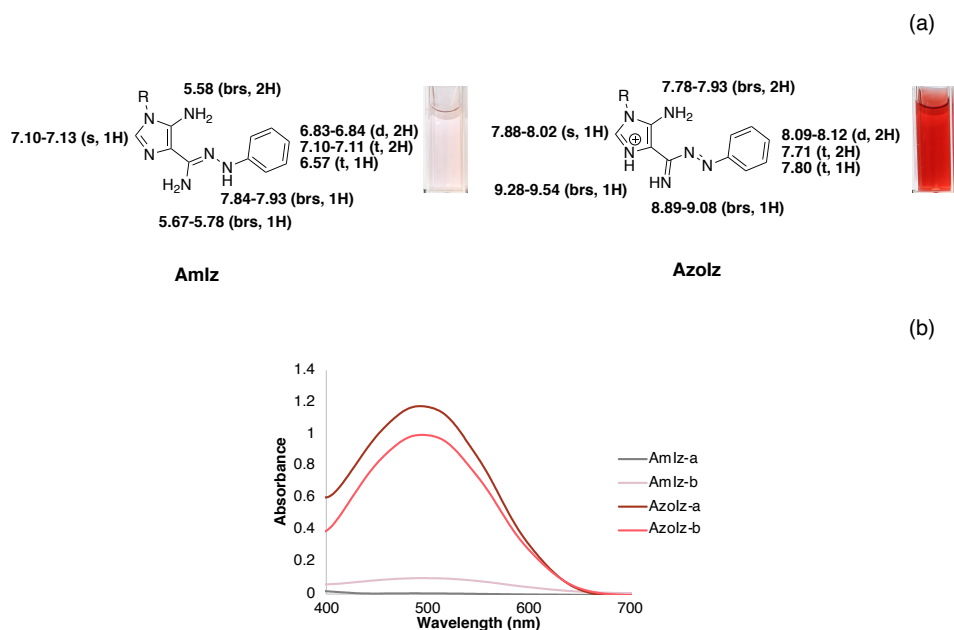 (a)
5.58 (brs, 2H)
R
N
NH2
7.10-7.13 (s, 1H)
N
N
N
H
H2N
6.83-6.84 (d, 2H)
7.10-7.11 (t, 2H)
6.57 (t, 1H)
7.84-7.93 (brs, 1H)
5.67-5.78 (brs, 1H)
AmIz
7.78-7.93 (brs, 2H)
R
N
NH2
7.88-8.02 (s, 1H)
N
H
+
N
N
NH
8.09-8.12 (d, 2H)
7.71 (t, 2H)
7.80 (t, 1H)
9.28-9.54 (brs, 1H)
8.89-9.08 (brs, 1H)
AzoIz
(b)
1.4
1.2
1
0.8
0.6
0.4
0.2
0
Absorbance
400
500
600
700
Wavelength (nm)
AmIz-a
AmIz-b
AzoIz-a
AzoIz-b